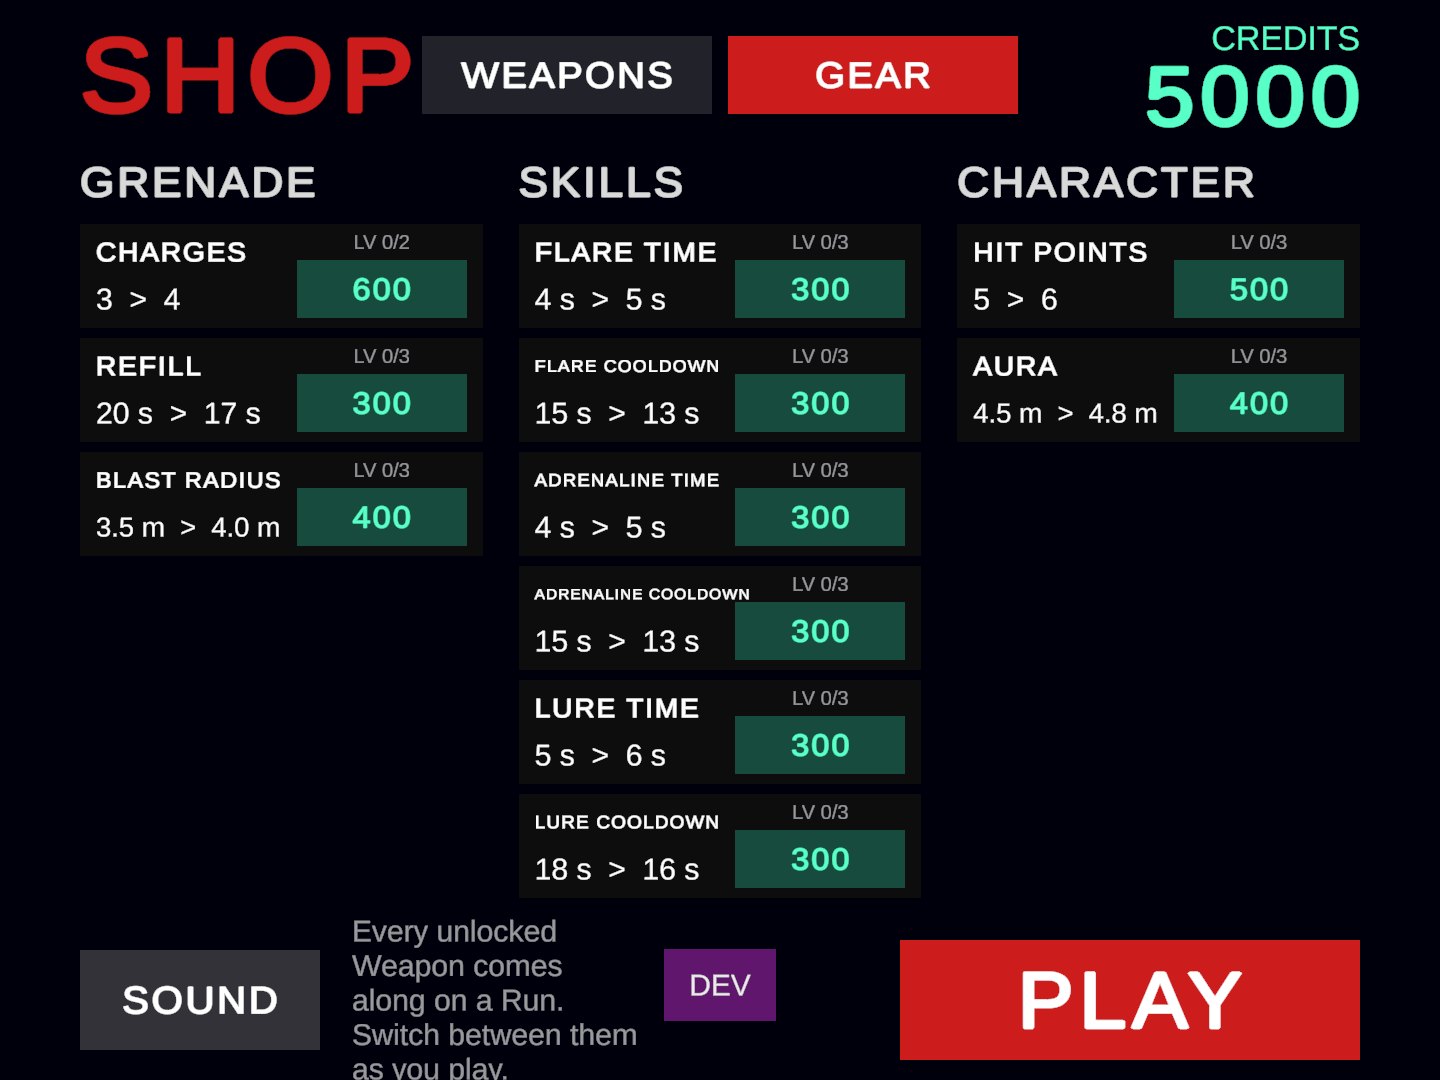 SHOP
WEAPONS
GEAR
CREDITS
5000
GRENADE
CHARGES
3 > 4
LV 0/2
600
REFILL
20 s > 17 s
LV 0/3
300
BLAST RADIUS
3.5 m > 4.0 m
LV 0/3
400
SKILLS
FLARE TIME
4 s > 5 s
LV 0/3
300
FLARE COOLDOWN
15 s > 13 s
LV 0/3
300
ADRENALINE TIME
4 s > 5 s
LV 0/3
300
ADRENALINE COOLDOWN
15 s > 13 s
LV 0/3
300
LURE TIME
5 s > 6 s
LV 0/3
300
LURE COOLDOWN
18 s > 16 s
LV 0/3
300
CHARACTER
HIT POINTS
5 > 6
LV 0/3
500
AURA
4.5 m > 4.8 m
LV 0/3
400
SOUND
Every unlocked
Weapon comes
along on a Run.
Switch between them
as you play.
DEV
PLAY